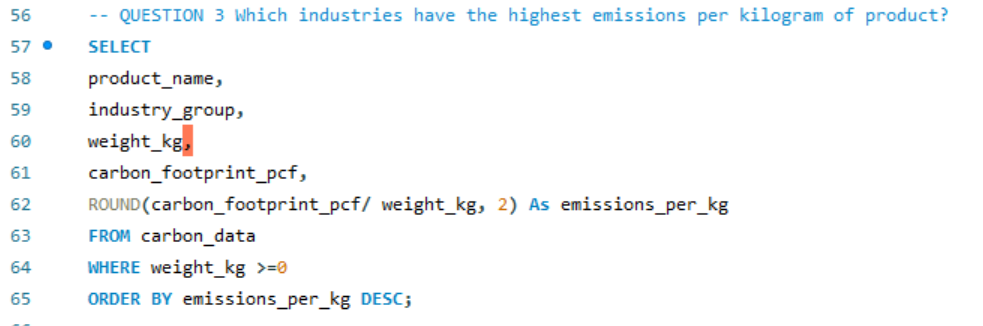 56 -- QUESTION 3 Which industries have the highest emissions per kilogram of product?
57 SELECT
58 product_name,
59 industry_group,
60 weight_kg,
61 carbon_footprint_pcf,
62 ROUND(carbon_footprint_pcf/ weight_kg, 2) As emissions_per_kg
63 FROM carbon_data
64 WHERE weight_kg >=0
65 ORDER BY emissions_per_kg DESC;